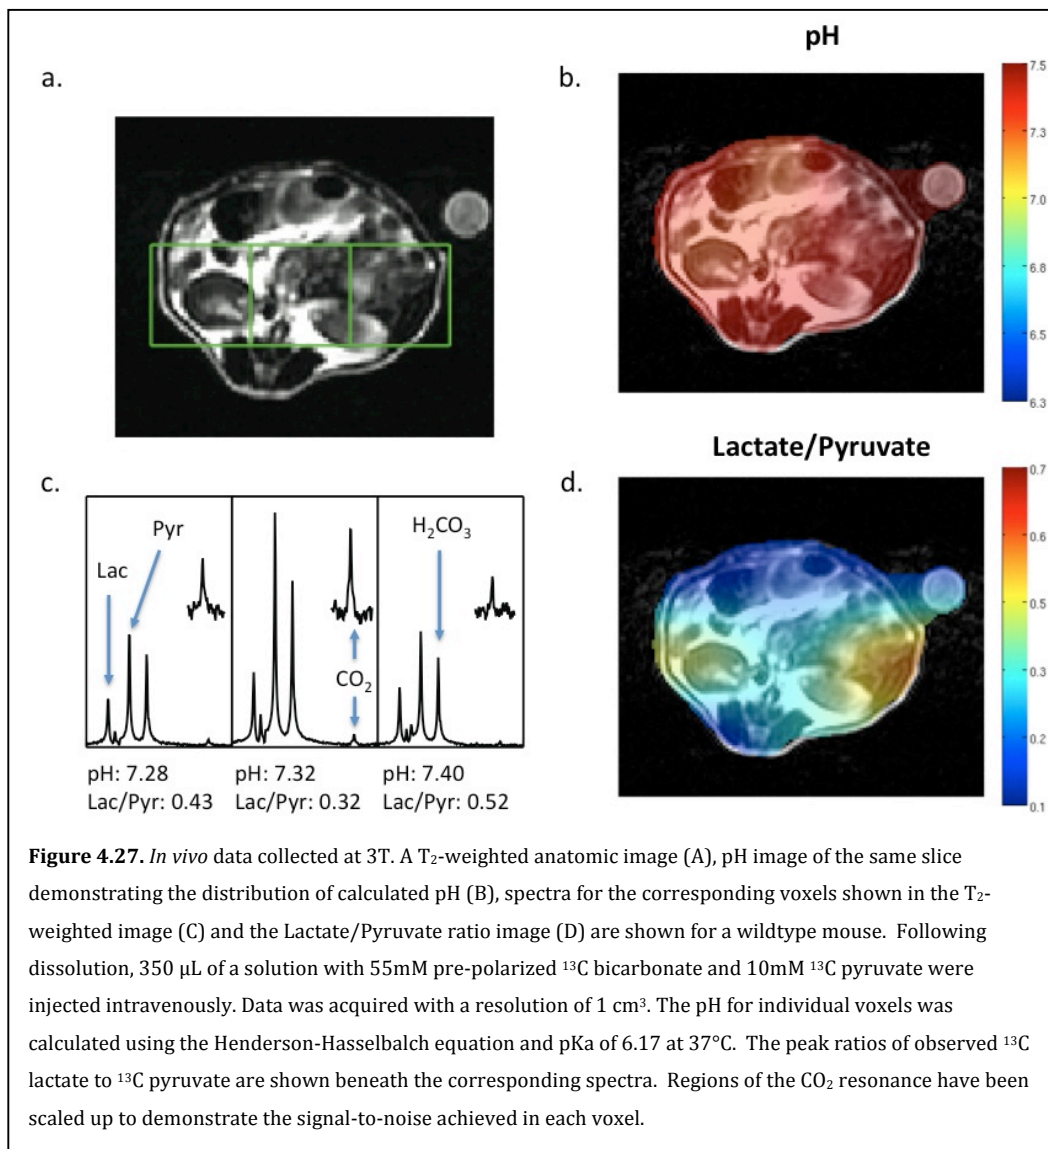 pH
a.
b.
7.5
7.3
7.0
6.8
6.5
6.3
Lactate/Pyruvate
c.
d.
Pyr
Lac
H₂CO₃
CO₂
0.7
0.6
0.5
0.4
0.3
0.2
0.1
pH: 7.28
Lac/Pyr: 0.43
pH: 7.32
Lac/Pyr: 0.32
pH: 7.40
Lac/Pyr: 0.52
Figure 4.27. In vivo data collected at 3T. A T₂-weighted anatomic image (A), pH image of the same slice
demonstrating the distribution of calculated pH (B), spectra for the corresponding voxels shown in the T₂-
weighted image (C) and the Lactate/Pyruvate ratio image (D) are shown for a wildtype mouse. Following
dissolution, 350 µL of a solution with 55mM pre-polarized ¹³C bicarbonate and 10mM ¹³C pyruvate were
injected intravenously. Data was acquired with a resolution of 1 cm³. The pH for individual voxels was
calculated using the Henderson-Hasselbalch equation and pKa of 6.17 at 37°C. The peak ratios of observed ¹³C
lactate to ¹³C pyruvate are shown beneath the corresponding spectra. Regions of the CO₂ resonance have been
scaled up to demonstrate the signal-to-noise achieved in each voxel.